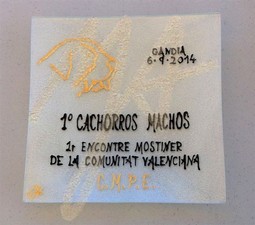 GANDIA
6-9-2014
1º CACHORROS MACHOS
1r ENCONTRE MOSTINER
DE LA COMUNITAT VALENCIANA